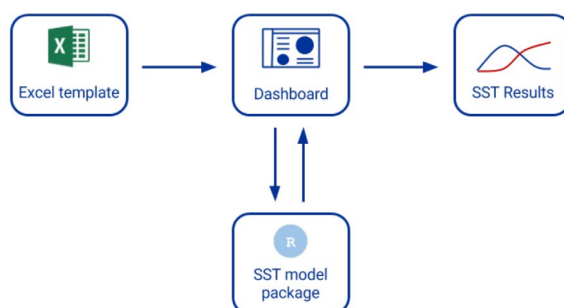 X
Excel template
Dashboard
SST Results
R
SST model
package